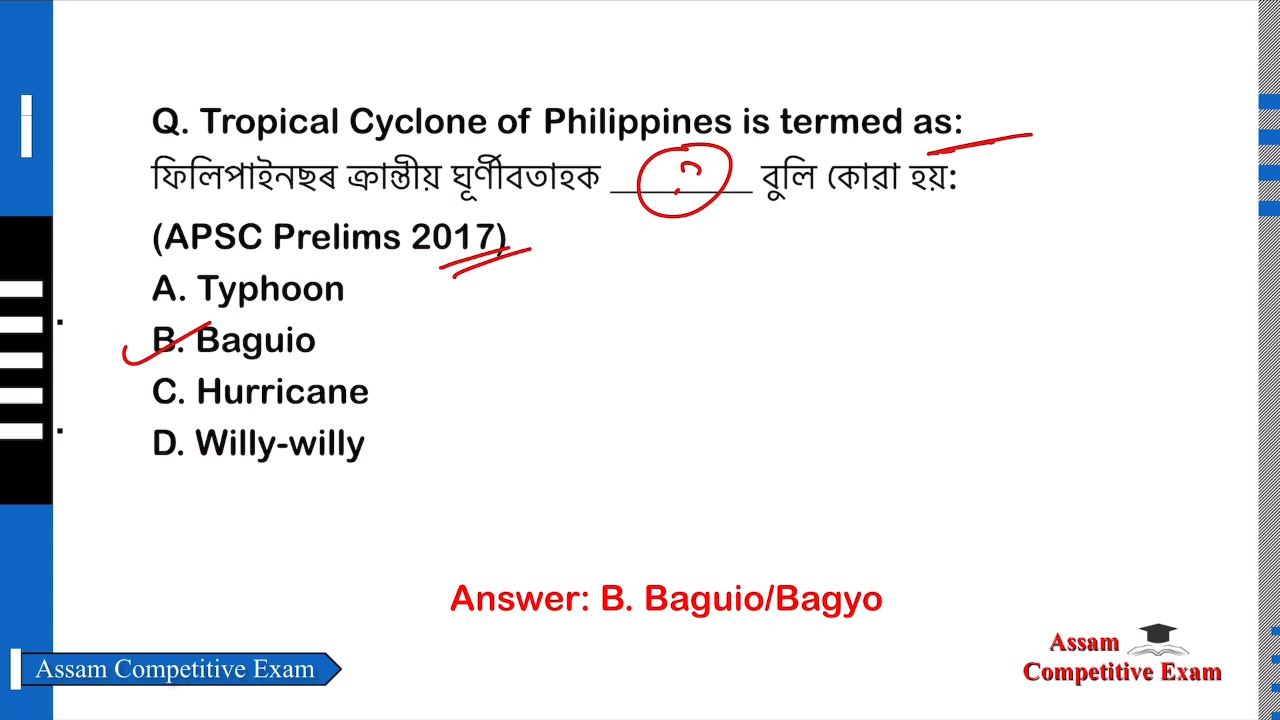 Q. Tropical Cyclone of Philippines is termed as:
ফিলিপাইনছৰ ক্ৰান্তীয় ঘূৰ্ণীবতাহক ________ ? বুলি কোৱা হয়:
(APSC Prelims 2017)
A. Typhoon
B. Baguio
C. Hurricane
D. Willy-willy
Answer: B. Baguio/Bagyo
Assam Competitive Exam
Assam
Competitive Exam